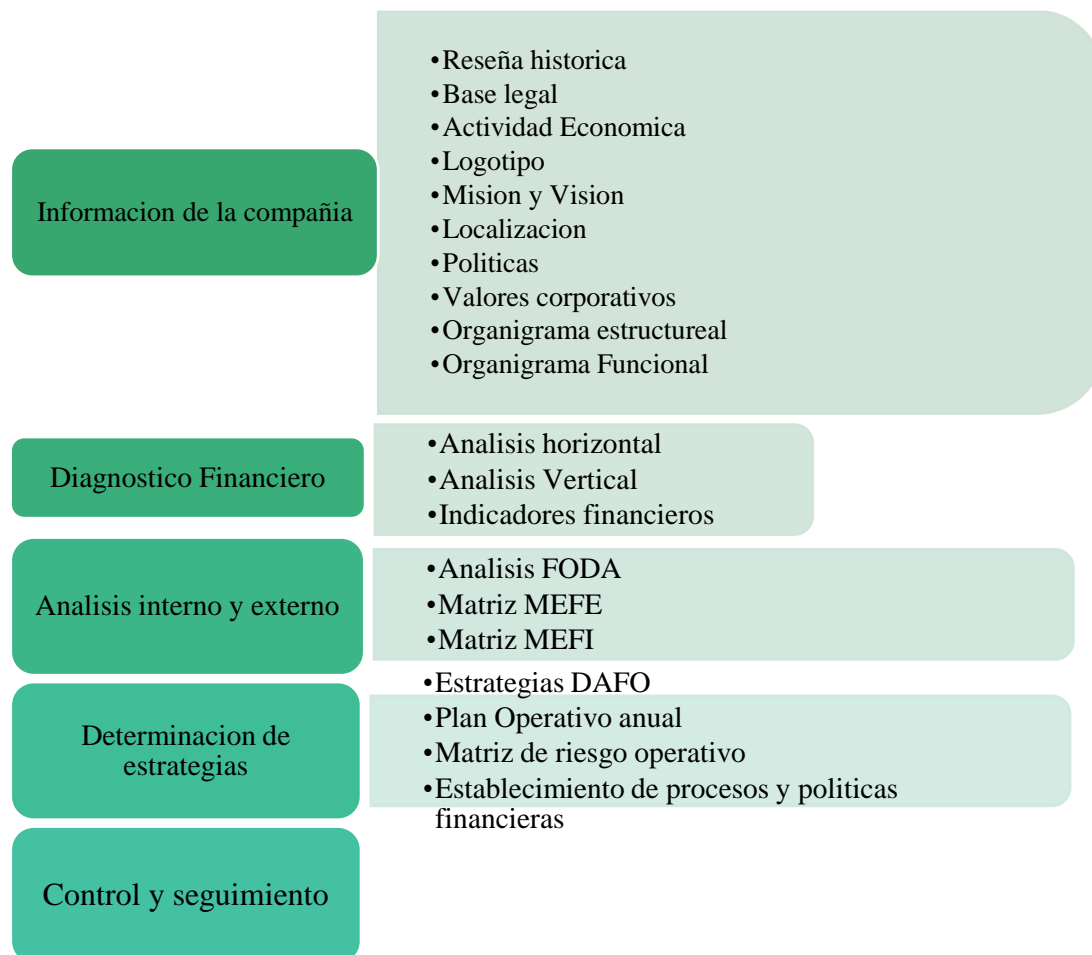 Informacion de la compañia
•Reseña historica
•Base legal
•Actividad Economica
•Logotipo
•Mision y Vision
•Localizacion
•Politicas
•Valores corporativos
•Organigrama estructureal
•Organigrama Funcional
Diagnostico Financiero
•Analisis horizontal
•Analisis Vertical
•Indicadores financieros
Analisis interno y externo
•Analisis FODA
•Matriz MEFE
•Matriz MEFI
Determinacion de
estrategias
•Estrategias DAFO
•Plan Operativo anual
•Matriz de riesgo operativo
•Establecimiento de procesos y politicas
financieras
Control y seguimiento